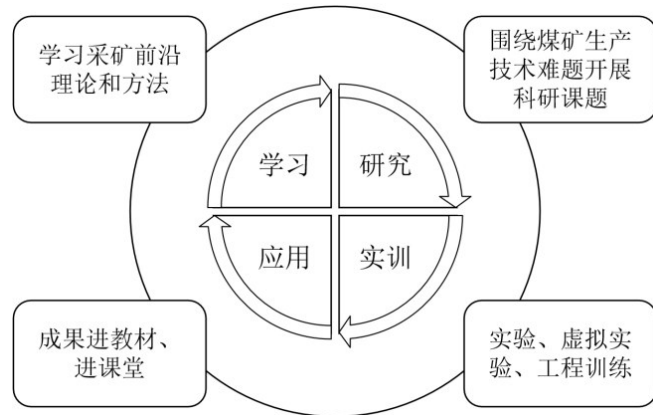 学习采矿前沿
理论和方法
围绕煤矿生产
技术难题开展
科研课题
学习
研究
应用
实训
成果进教材、
进课堂
实验、虚拟实
验、工程训练